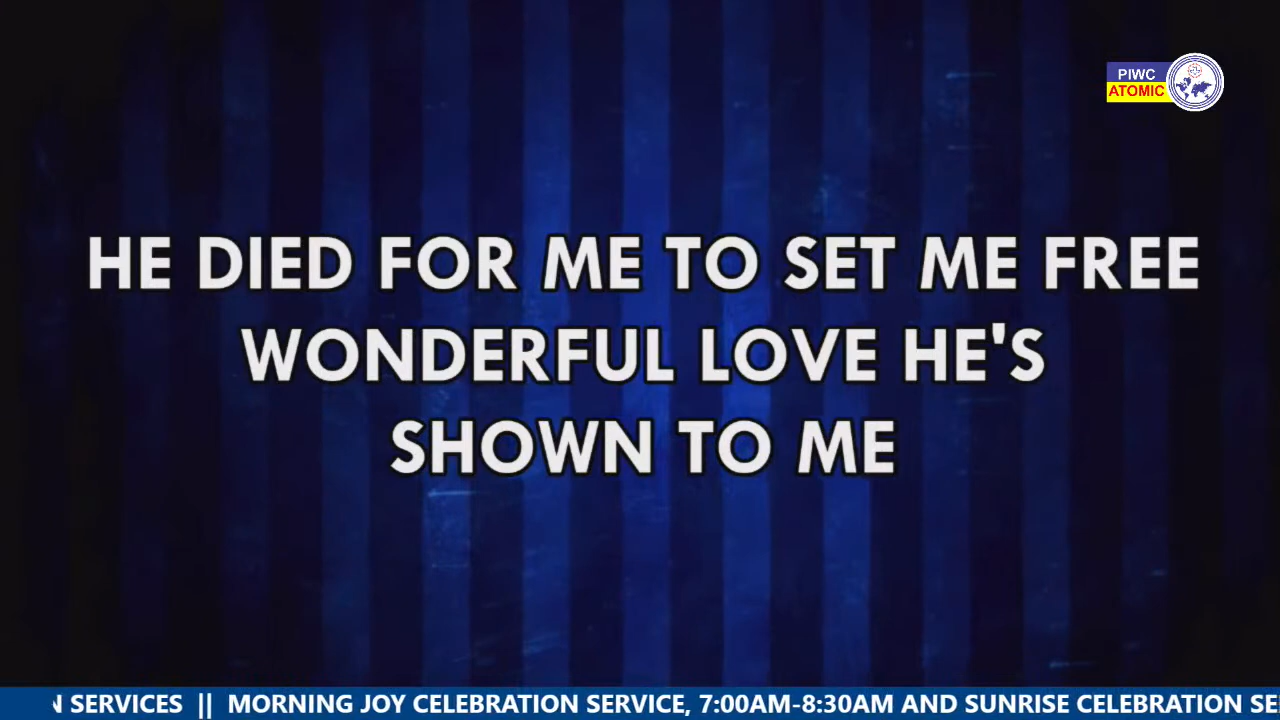 PIWC
ATOMIC
HE DIED FOR ME TO SET ME FREE
WONDERFUL LOVE HE'S
SHOWN TO ME
SERVICES || MORNING JOY CELEBRATION SERVICE, 7:00AM-8:30AM AND SUNRISE CELEBRATION